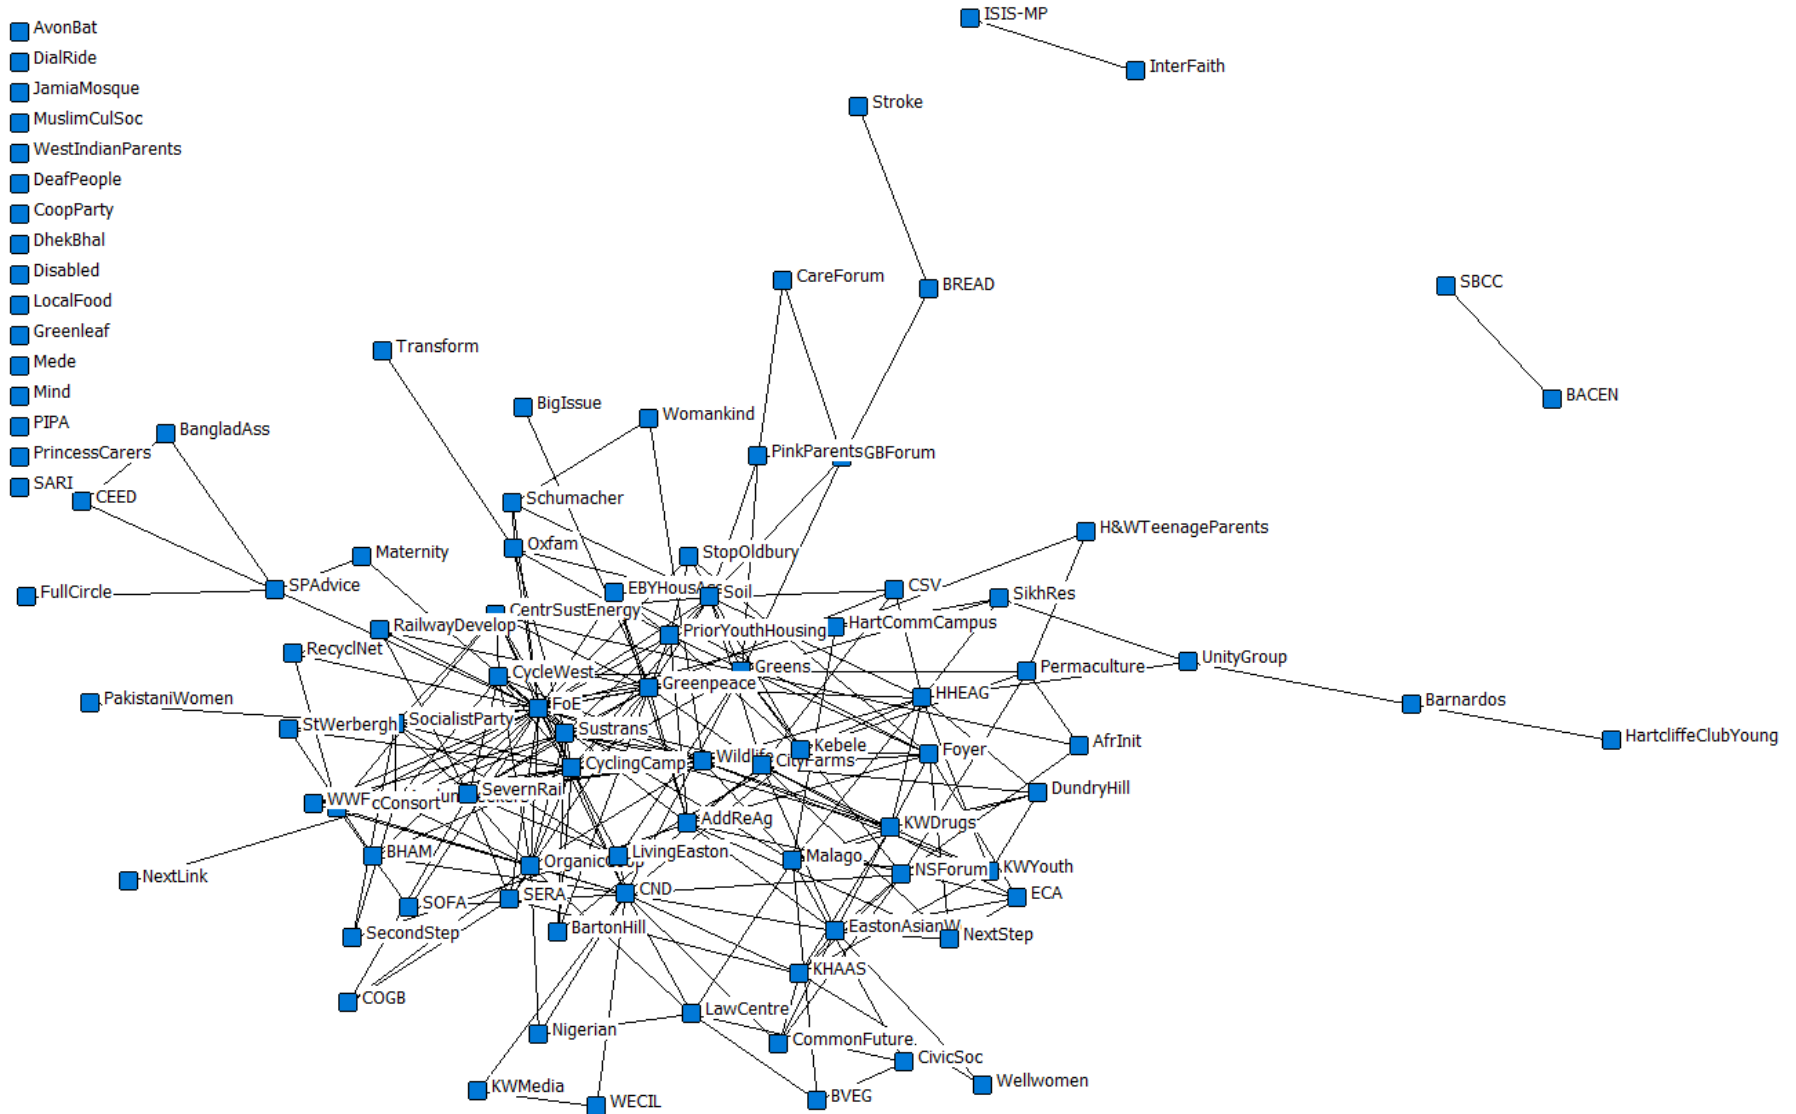 AvonBat
DialRide
JamiaMosque
MuslimCulSoc
WestIndianParents
DeafPeople
CoopParty
DhekBhal
Disabled
LocalFood
Greenleaf
Mede
Mind
PIPA
PrincessCarers
SARI
ISIS-MP
InterFaith
Stroke
CareForum
BREAD
SBCC
Transform
BACEN
BigIssue
Womankind
BangladAss
PinkParents
GBForum
CEED
Schumacher
H&WTeenageParents
Oxfam
Maternity
StopOldbury
SPAdvice
FullCircle
Soil
CSV
SikhRes
CentrSustEnergy
RailwayDevelop
PriorYouthHousing
HartCommCampus
RecyclNet
UnityGroup
CycleWest
Greens
Permaculture
Greenpeace
HHEAG
PakistaniWomen
FoE
Barnardos
SocialistParty
StWerbergh
Sustrans
HartcliffeClubYoung
Kebele
Foyer
AfrInit
CyclingCamp
Wildlife
CityFarms
SevernRail
DundryHill
WWF
cConsort
AddReAg
KWDrugs
BHAM
LivingEaston
Malago
NSForum
KWYouth
NextLink
CND
ECA
SOFA
SERA
SecondStep
BartonHill
EastonAsianW
NextStep
KHAAS
COGB
LawCentre
Nigerian
CommonFuture
CivicSoc
KWMedia
Wellwomen
WECIL
BVEG